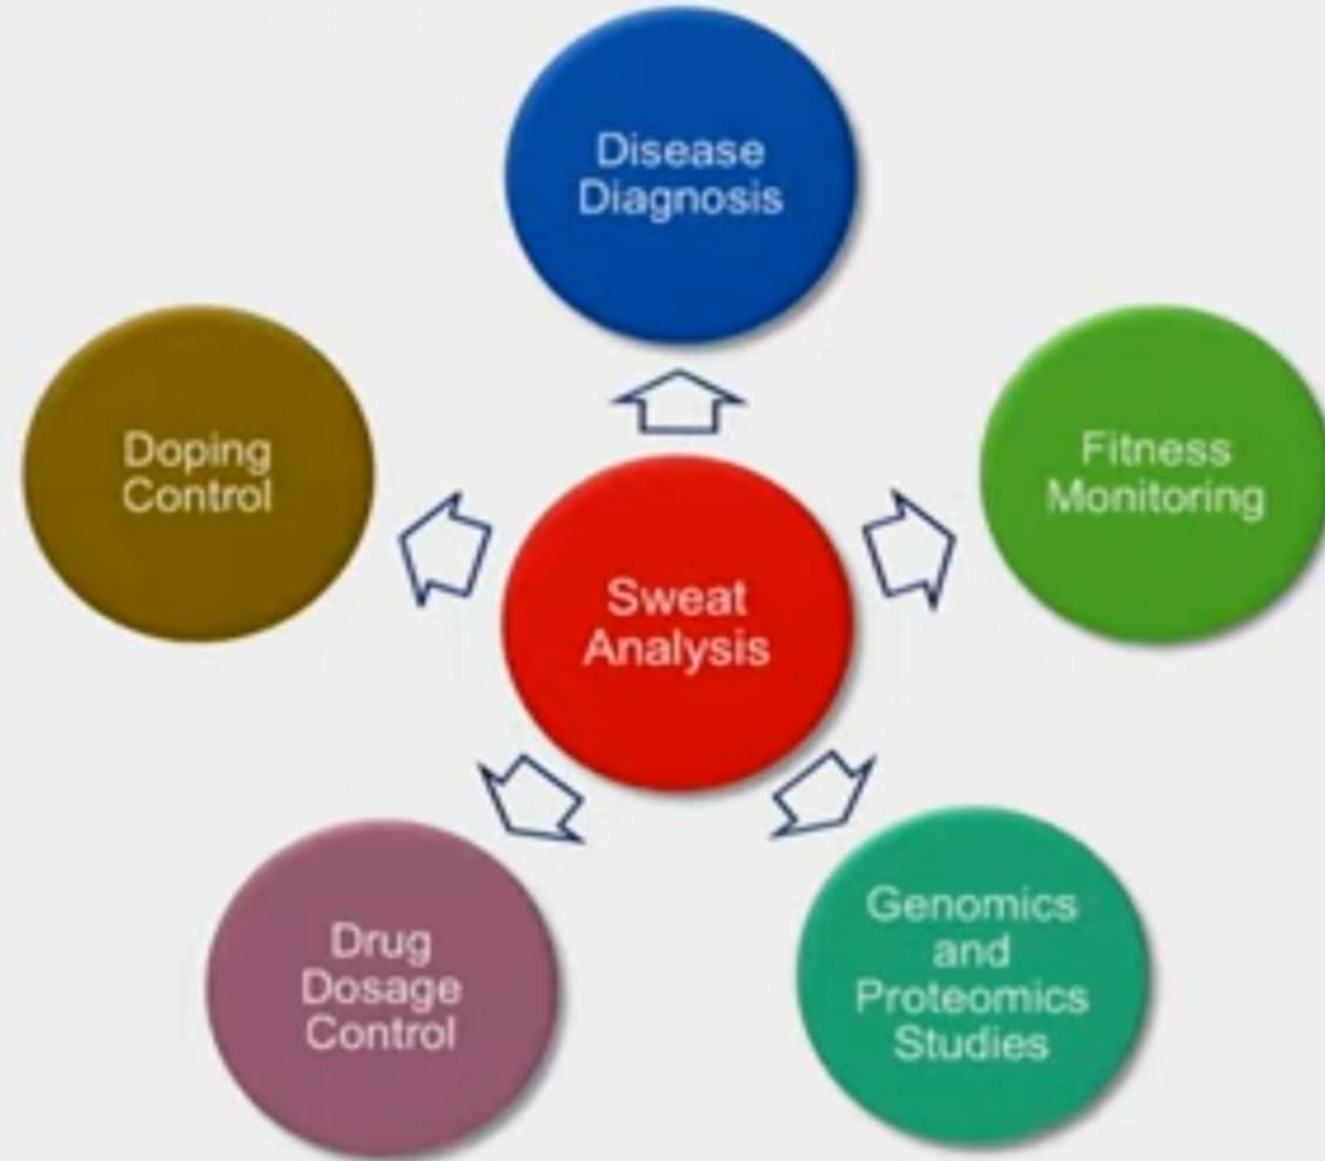 Disease
Diagnosis
Doping
Control
Fitness
Monitoring
Sweat
Analysis
Drug
Dosage
Control
Genomics
and
Proteomics
Studies